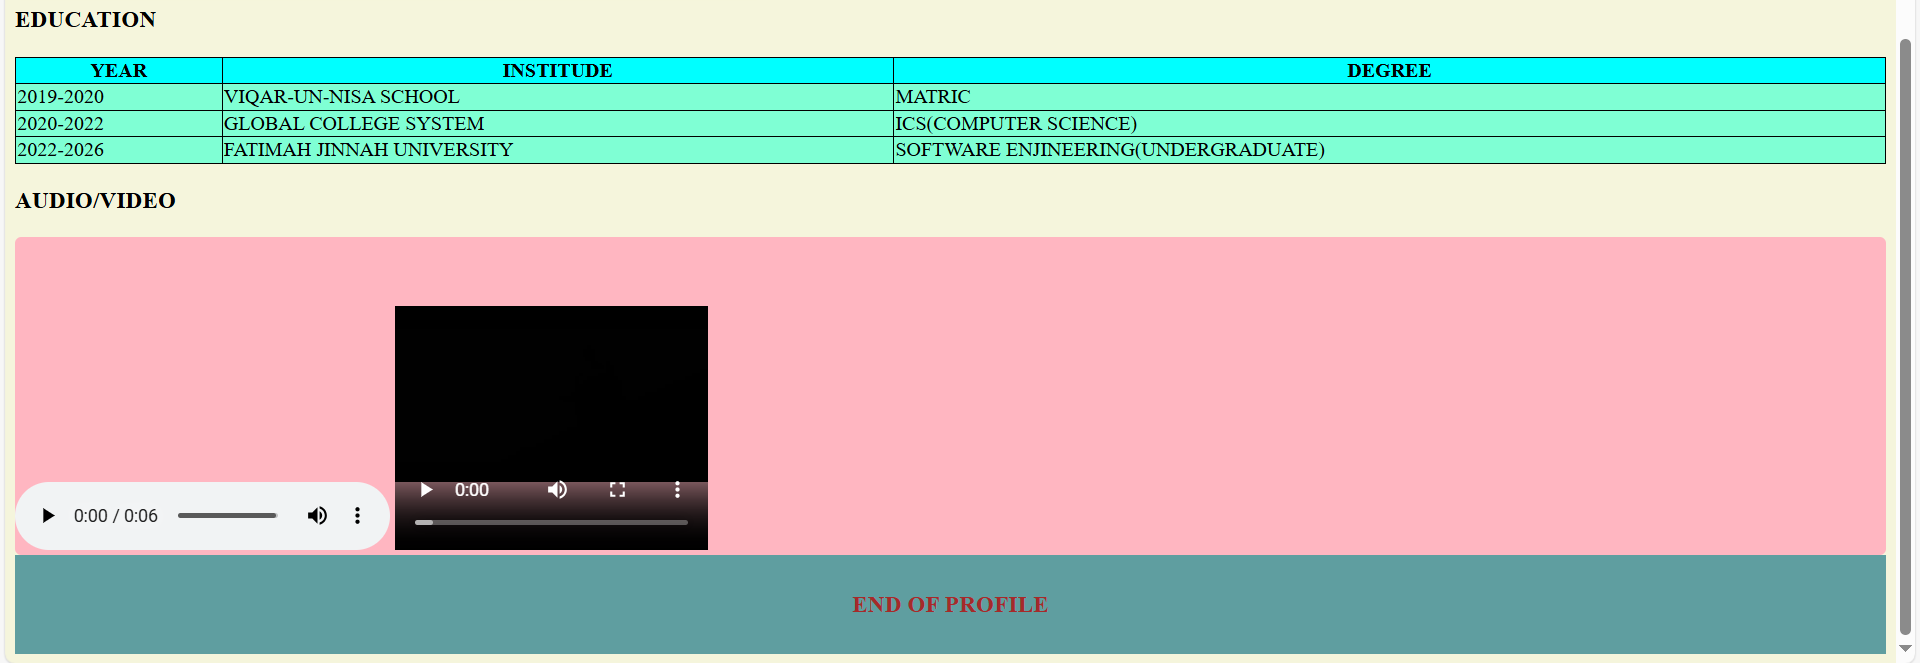 EDUCATION
YEAR INSTITUDE DEGREE
2019-2020 VIQAR-UN-NISA SCHOOL MATRIC
2020-2022 GLOBAL COLLEGE SYSTEM ICS(COMPUTER SCIENCE)
2022-2026 FATIMAH JINNAH UNIVERSITY SOFTWARE ENJINEERING(UNDERGRADUATE)
AUDIO/VIDEO
0:00
0:00 / 0:06
END OF PROFILE